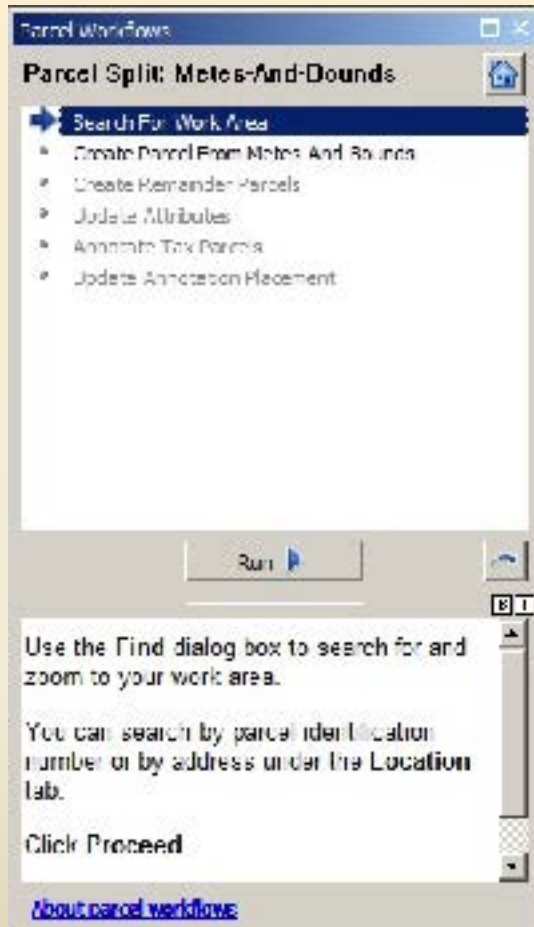 Parcel Workflows
Parcel Split: Metes-And-Bounds
Search For Work Area
Create Parcel From Metes And Bounds
Create Remainder Parcels
Update Attributes
Annotate Tax Parcels
Update Annotation Placement
Run
B I
Use the Find dialog box to search for and
zoom to your work area.
You can search by parcel identification
number or by address under the Location
tab.
Click Proceed
About parcel workflows